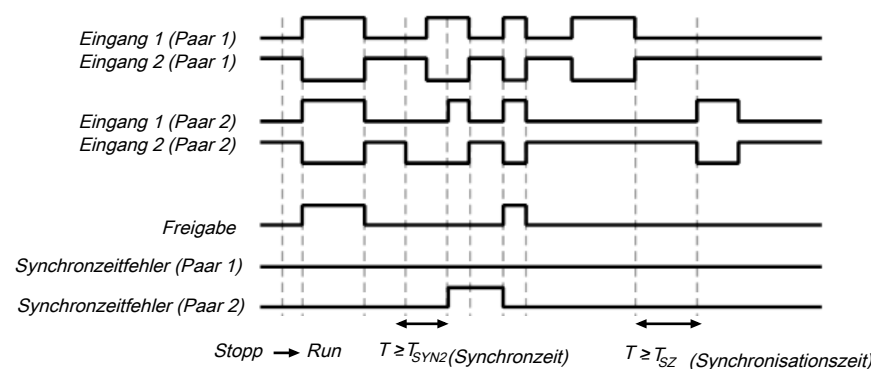 Eingang 1 (Paar 1)
Eingang 2 (Paar 1)
Eingang 1 (Paar 2)
Eingang 2 (Paar 2)
Freigabe
Synchronzeitfehler (Paar 1)
Synchronzeitfehler (Paar 2)
Stopp → Run T ≥ TSYN2 (Synchronzeit) T ≥ TSZ (Synchronisationszeit)